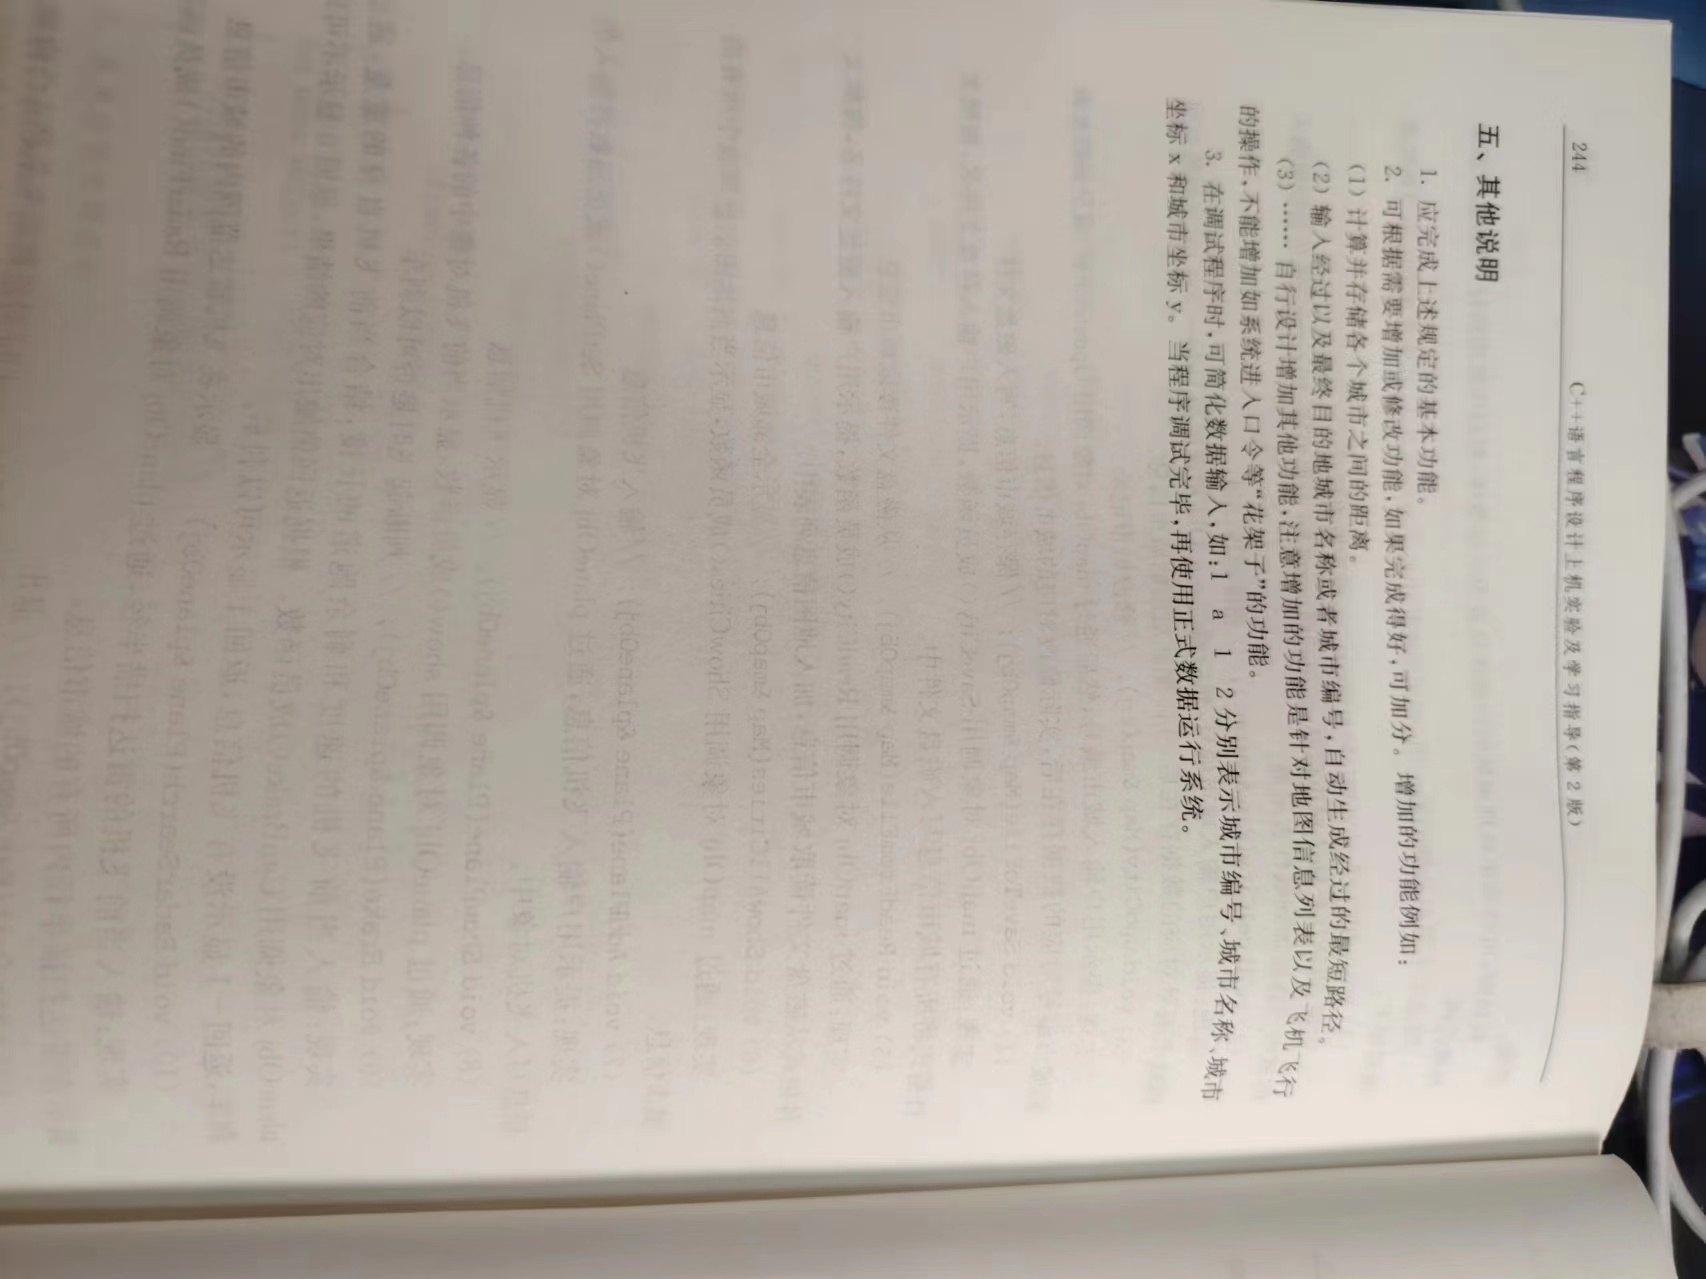 244
C++语言程序设计上机实验及学习指导(第2版)
五、其他说明
1. 应完成上述规定的基本功能。
2. 可根据需要增加或修改功能,如果完成得好,可加分。增加的功能例如:
(1) 计算并存储各个城市之间的距离。
(2) 输入经过以及最终目的地城市名称或者城市编号,自动生成经过的最短路径。
(3) ……自行设计增加其他功能,注意增加的功能是针对地图信息列表以及飞机飞行
的操作,不能增加如系统进入口令等“花架子”的功能。
3. 在调试程序时,可简化数据输入,如:1 a 1 2分别表示城市编号、城市名称、城市
坐标x和城市坐标y。当程序调试完毕,再使用正式数据运行系统。